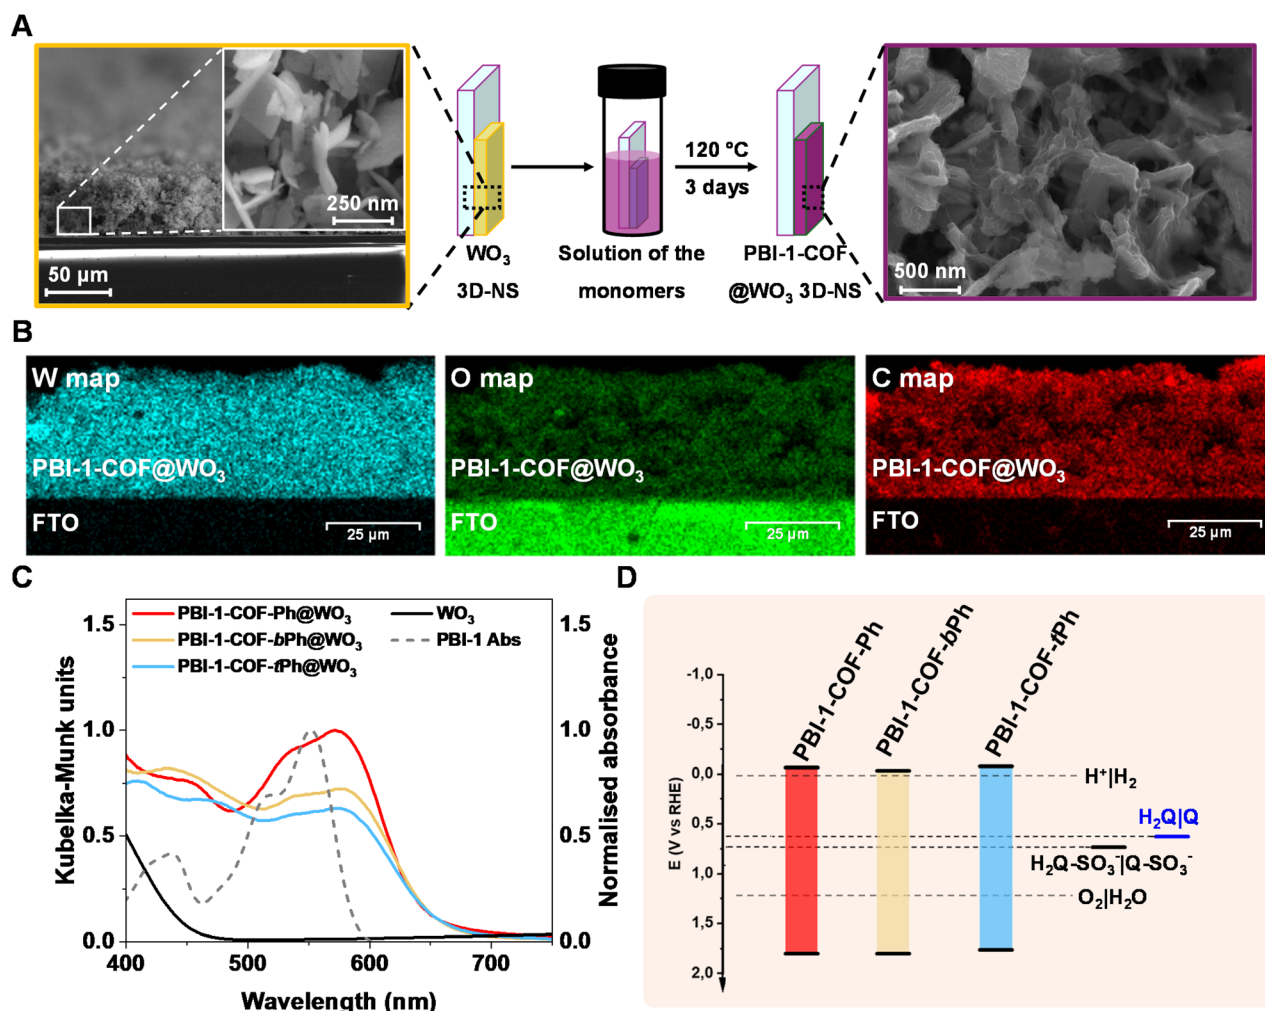 A
250 nm
50 µm
WO3
3D-NS
Solution of the
monomers
120 °C
3 days
PBI-1-COF
@WO3 3D-NS
500 nm
B
W map
PBI-1-COF@WO3
FTO
25 µm
O map
PBI-1-COF@WO3
FTO
25 µm
C map
PBI-1-COF@WO3
FTO
25 µm
C
PBI-1-COF-Ph@WO3
PBI-1-COF-bPh@WO3
PBI-1-COF-tPh@WO3
WO3
PBI-1 Abs
Kubelka-Munk units
1.5
1.0
0.5
0.0
400
500
600
700
Wavelength (nm)
1.5
1.0
0.5
0.0
Normalised absorbance
D
PBI-1-COF-Ph
PBI-1-COF-bPh
PBI-1-COF-tPh
E (V vs RHE)
-1,0
-0,5
0,0
0,5
1,0
1,5
2,0
H+|H2
H2Q|Q
H2Q-SO3-|Q-SO3-
O2|H2O